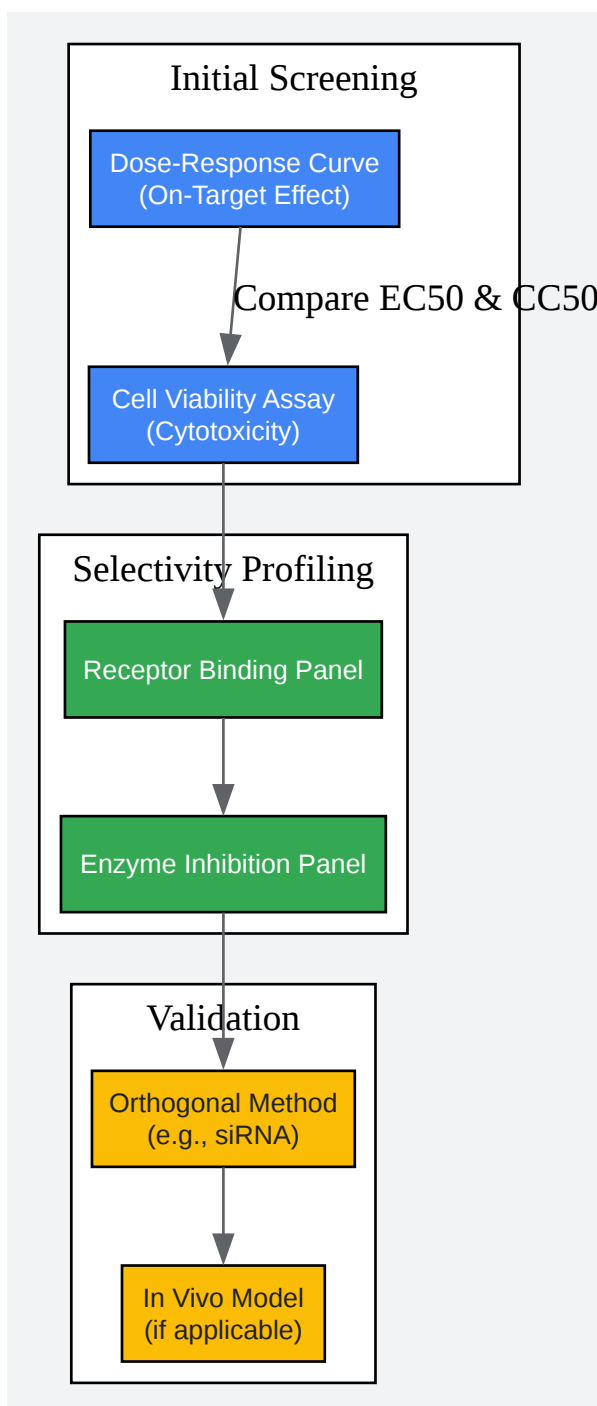 Initial Screening
Dose-Response Curve
(On-Target Effect)
Compare EC50 & CC50
Cell Viability Assay
(Cytotoxicity)
Selectivity Profiling
Receptor Binding Panel
Enzyme Inhibition Panel
Validation
Orthogonal Method
(e.g., siRNA)
In Vivo Model
(if applicable)